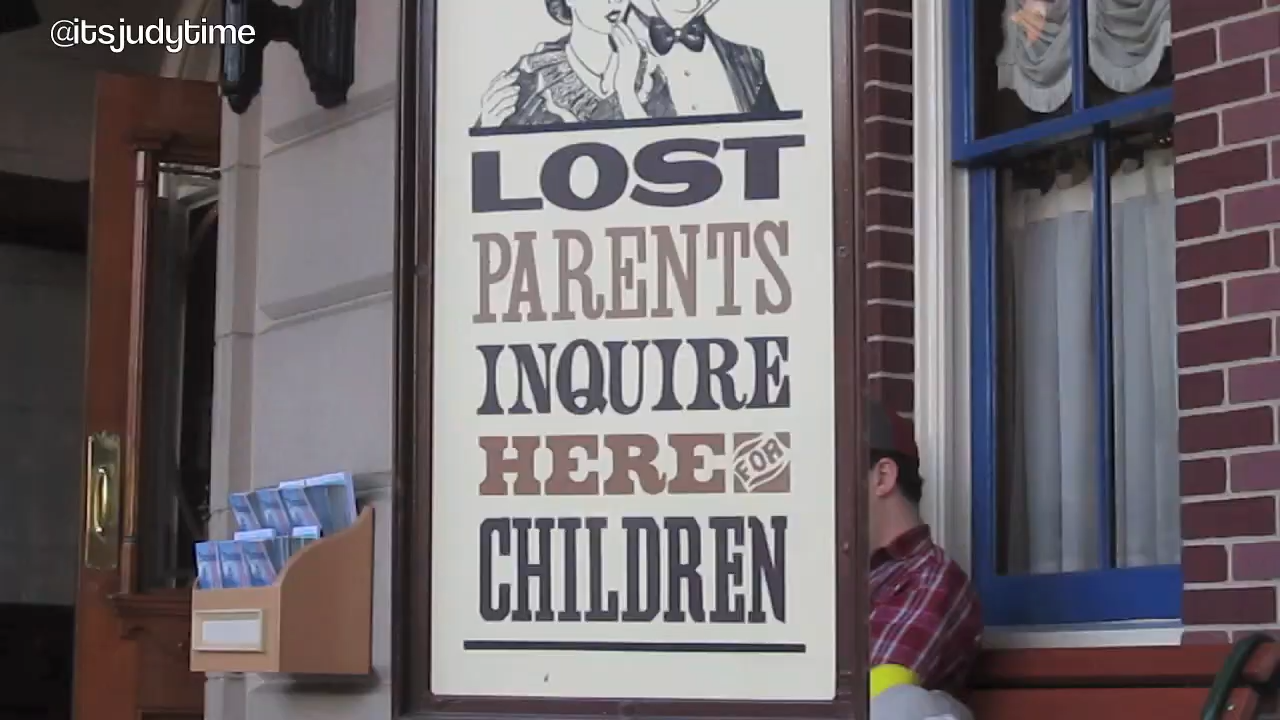 @itsjudytime
LOST
PARENTS
INQUIRE
HERE FOR
CHILDREN